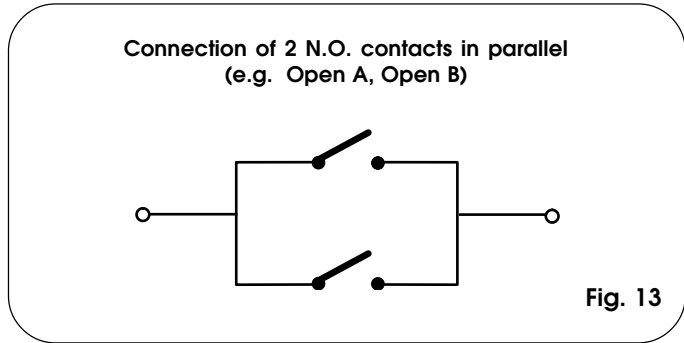 Connection of 2 N.O. contacts in parallel
(e.g. Open A, Open B)
Fig. 13